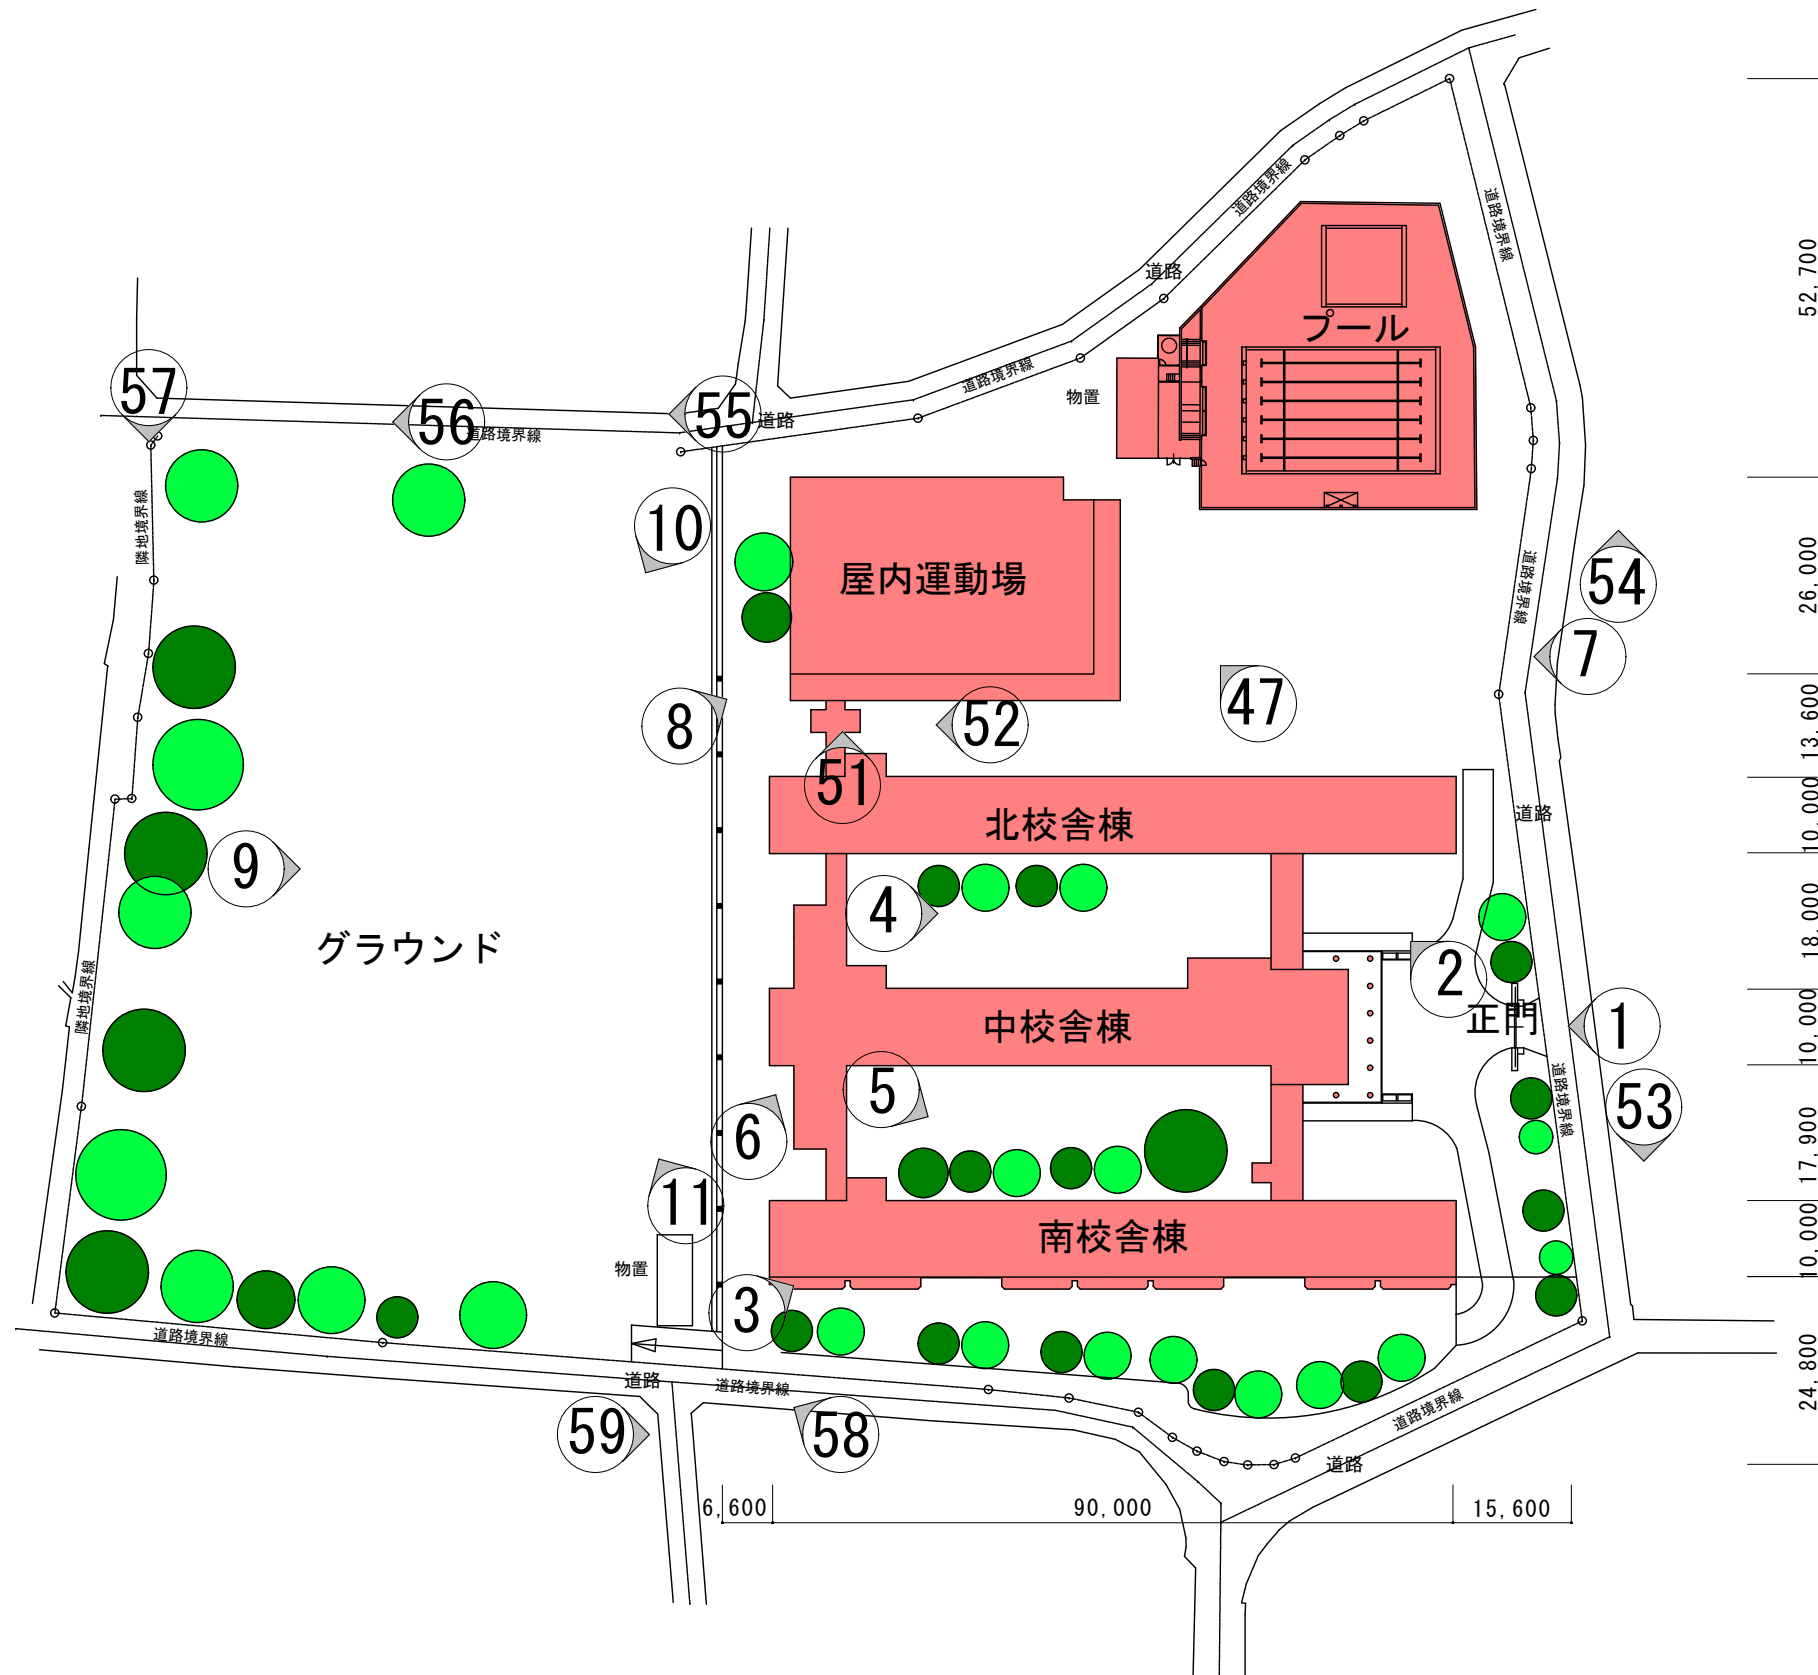 道路境界線
道路境界線
52,700
道路
プール
57
56
道路境界線
55
道路
道路境界線
物置
隣地境界線
10
屋内運動場
道路境界線
54
26,000
7
8
52
47
13,600
51
北校舎棟
道路
10,000
9
4
グラウンド
18,000
隣地境界線
2
中校舎棟
正門
1
10,000
5
道路境界線
53
6
17,900
11
南校舎棟
10,000
物置
3
道路境界線
道路
道路境界線
24,800
道路境界線
59
58
道路
6,600
90,000
15,600